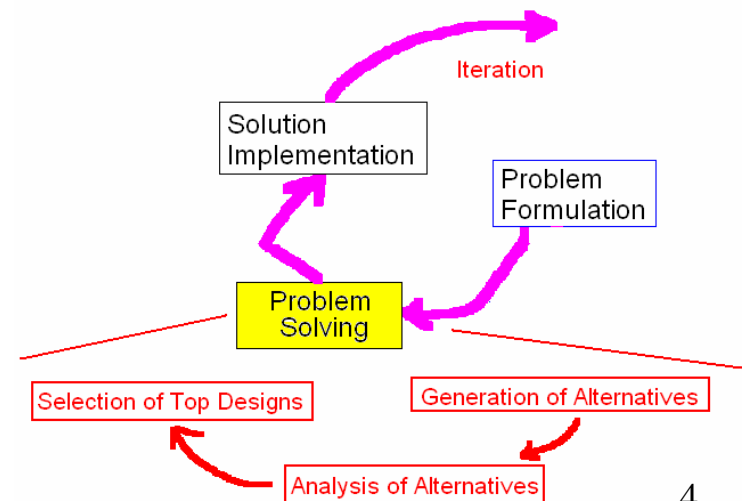 Iteration
Solution
Implementation
Problem
Formulation
Problem
Solving
Selection of Top Designs
Generation of Alternatives
Analysis of Alternatives
4